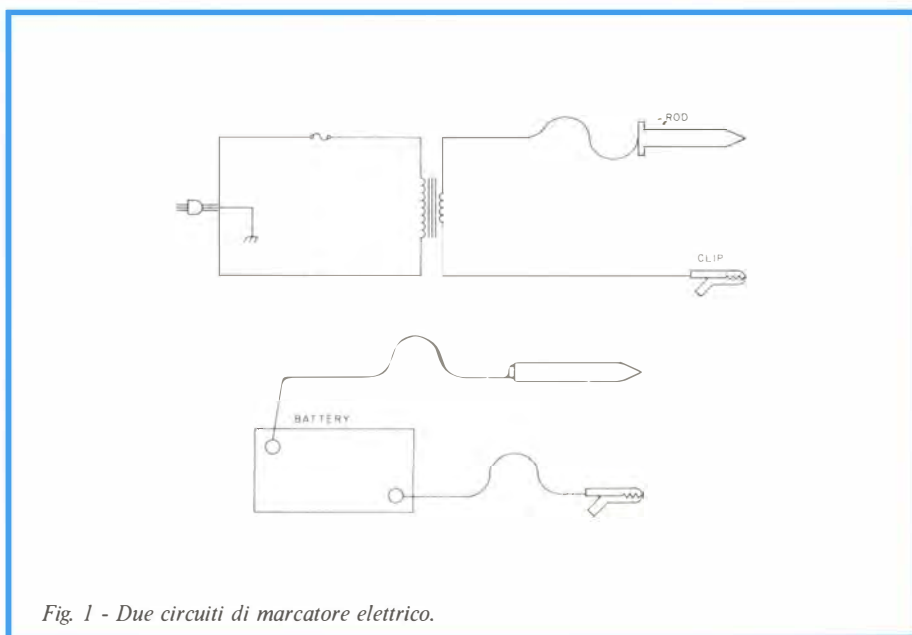 ROD
CLIP
BATTERY
Fig. 1 - Due circuiti di marcatore elettrico.